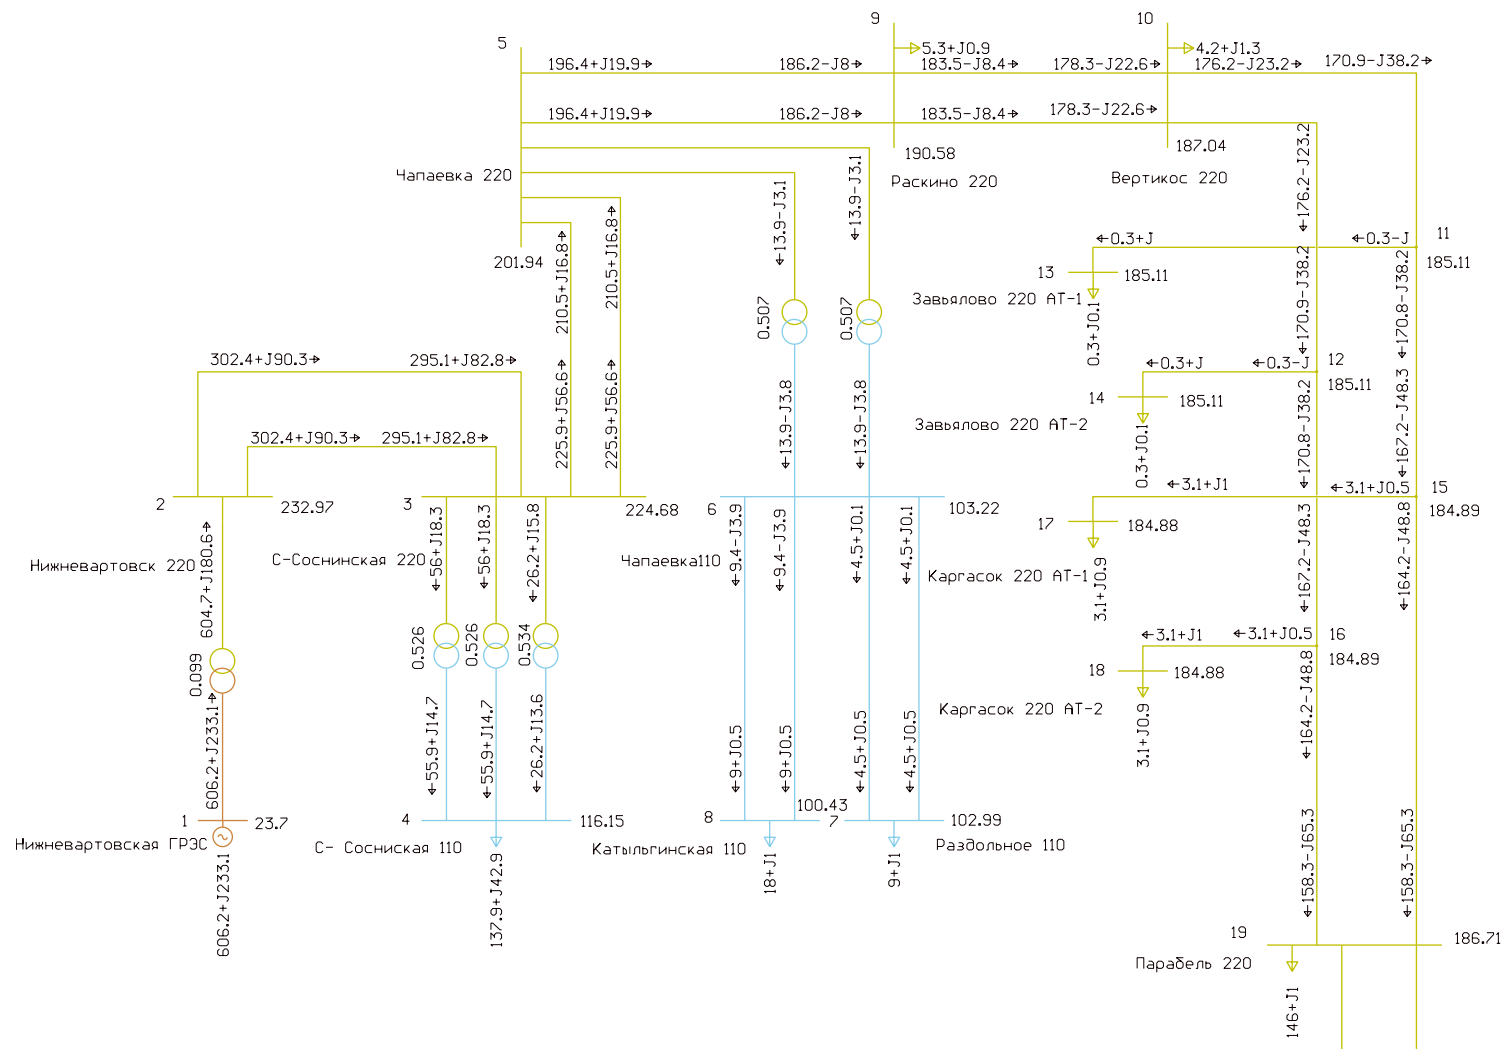 9
10
5
5.3+J0.9
4.2+J1.3
196.4+J19.9
186.2-J8
183.5-J8.4
178.3-J22.6
176.2-J23.2
170.9-J38.2
196.4+J19.9
186.2-J8
183.5-J8.4
178.3-J22.6
190.58
187.04
Чапаевка 220
Раскино 220
Вертикос 220
13.9-J3.1
13.9-J3.1
176.2-J23.2
201.94
210.5+J16.8
210.5+J16.8
0.3+J
0.3-J
11
185.11
13
185.11
Завьялово 220 АТ-1
0.3+J0.1
170.9-J38.2
170.8-J38.2
0.507
0.507
302.4+J90.3
295.1+J82.8
225.9+J56.6
225.9+J56.6
13.9-J3.8
13.9-J3.8
0.3+J
0.3-J
12
185.11
14
185.11
Завьялово 220 АТ-2
0.3+J0.1
170.8-J38.2
167.2-J48.3
302.4+J90.3
295.1+J82.8
2
232.97
3
224.68
6
103.22
3.1+J1
3.1+J0.5
15
184.89
17
184.88
Нижневартовск 220
С-Соснинская 220
Чапаевка110
Каргасок 220 АТ-1
3.1+J0.9
604.7+J180.6
56+J18.3
56+J18.3
26.2+J15.8
9.4-J3.9
9.4-J3.9
4.5+J0.1
4.5+J0.1
167.2-J48.3
164.2-J48.8
0.099
0.526
0.526
0.534
3.1+J1
3.1+J0.5
16
184.89
18
184.88
Каргасок 220 АТ-2
3.1+J0.9
164.2-J48.8
606.2+J233.1
55.9+J14.7
55.9+J14.7
26.2+J13.6
9+J0.5
9+J0.5
4.5+J0.5
4.5+J0.5
1
23.7
4
116.15
8
100.43
7
102.99
Нижневартовская ГРЭС
С- Сосниская 110
Катыльгинская 110
Раздольное 110
606.2+J233.1
137.9+J42.9
18+J1
9+J1
158.3-J65.3
158.3-J65.3
19
186.71
Парабель 220
146+J1